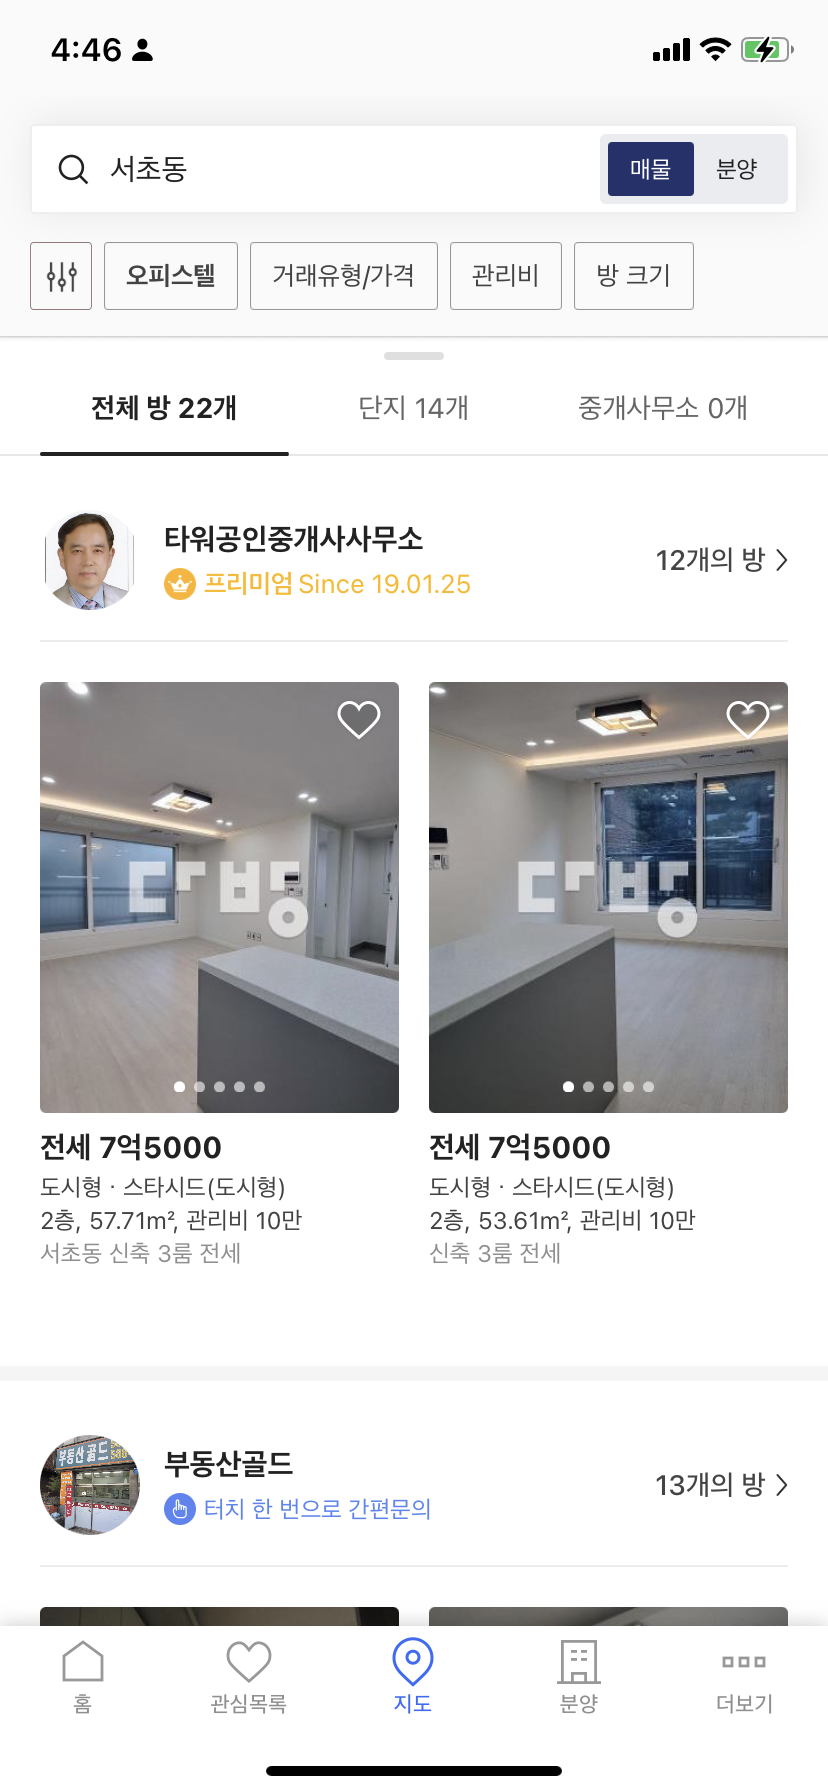 4:46
서초동
매물
분양
오피스텔
거래유형/가격
관리비
방 크기
전체 방 22개
단지 14개
중개사무소 0개
타워공인중개사사무소
프리미엄 Since 19.01.25
12개의 방
다방
다방
전세 7억5000
도시형 · 스타시드(도시형)
2층, 57.71m², 관리비 10만
서초동 신축 3룸 전세
전세 7억5000
도시형 · 스타시드(도시형)
2층, 53.61m², 관리비 10만
신축 3룸 전세
부동산골드
부동산골드
터치 한 번으로 간편문의
13개의 방
홈
관심목록
지도
분양
더보기